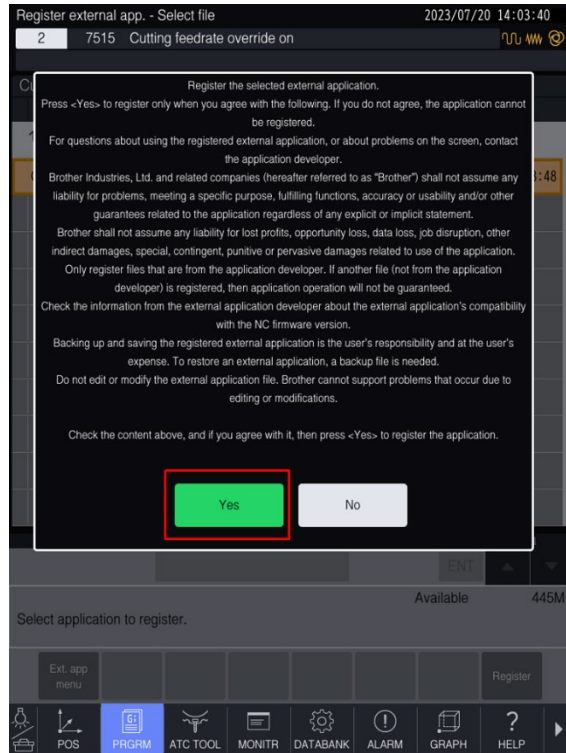 Register external app. - Select file 2023/07/20 14:03:40
2 7515 Cutting feedrate override on
Register the selected external application.
Press <Yes> to register only when you agree with the following. If you do not agree, the application cannot
be registered.
For questions about using the registered external application, or about problems on the screen, contact
the application developer.
Brother Industries, Ltd. and related companies (hereafter referred to as "Brother") shall not assume any
liability for problems, meeting a specific purpose, fulfilling functions, accuracy or usability and/or other
guarantees related to the application regardless of any explicit or implicit statement.
Brother shall not assume any liability for lost profits, opportunity loss, data loss, job disruption, other
indirect damages, special, contingent, punitive or pervasive damages related to use of the application.
Only register files that are from the application developer. If another file (not from the application
developer) is registered, then application operation will not be guaranteed.
Check the information from the external application developer about the external application's compatibility
with the NC firmware version.
Backing up and saving the registered external application is the user's responsibility and at the user's
expense. To restore an external application, a backup file is needed.
Do not edit or modify the external application file. Brother cannot support problems that occur due to
editing or modifications.
Check the content above, and if you agree with it, then press <Yes> to register the application.
Yes No
ENT
Available 445M
Select application to register.
Ext. app
menu
Register
POS PRGRM ATC TOOL MONITR DATABANK ALARM GRAPH HELP